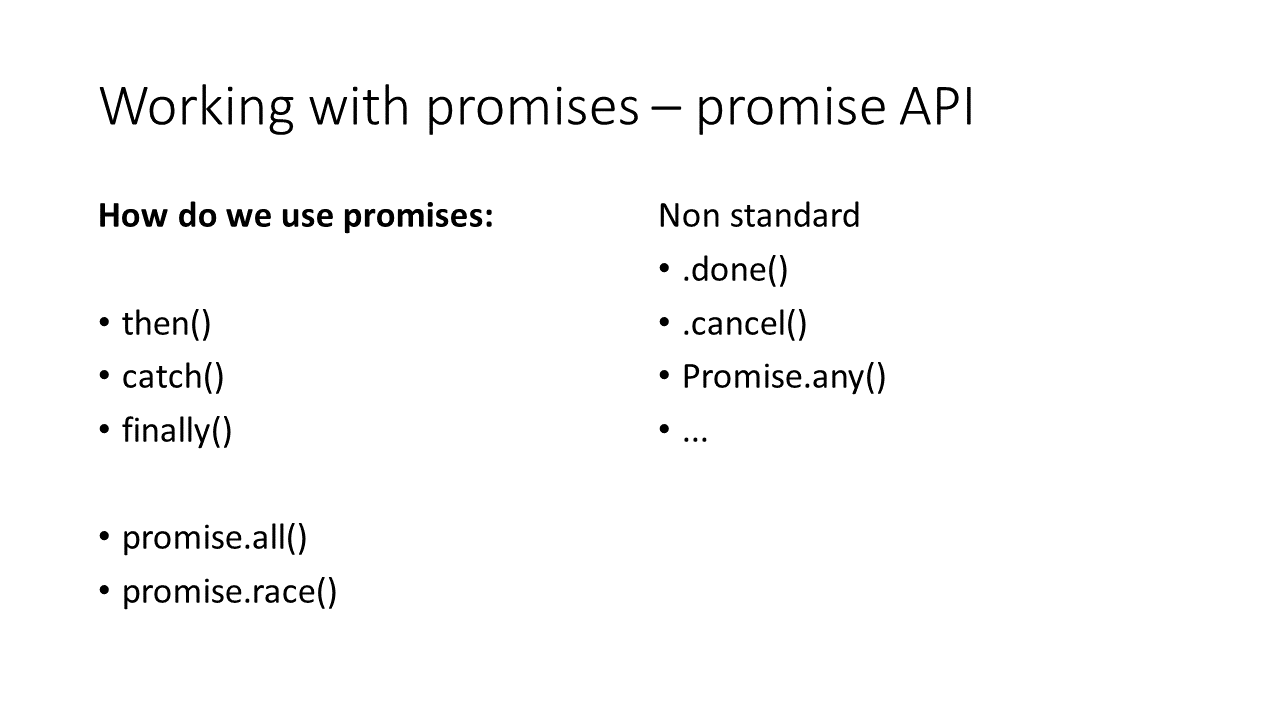 Working with promises – promise API
How do we use promises:
• then()
• catch()
• finally()
• promise.all()
• promise.race()
Non standard
• .done()
• .cancel()
• Promise.any()
• ...